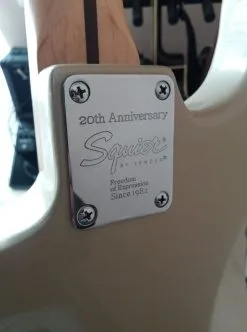 20th Anniversary
Squier®
BY FENDER®
Freedom
of Expression
Since 1982